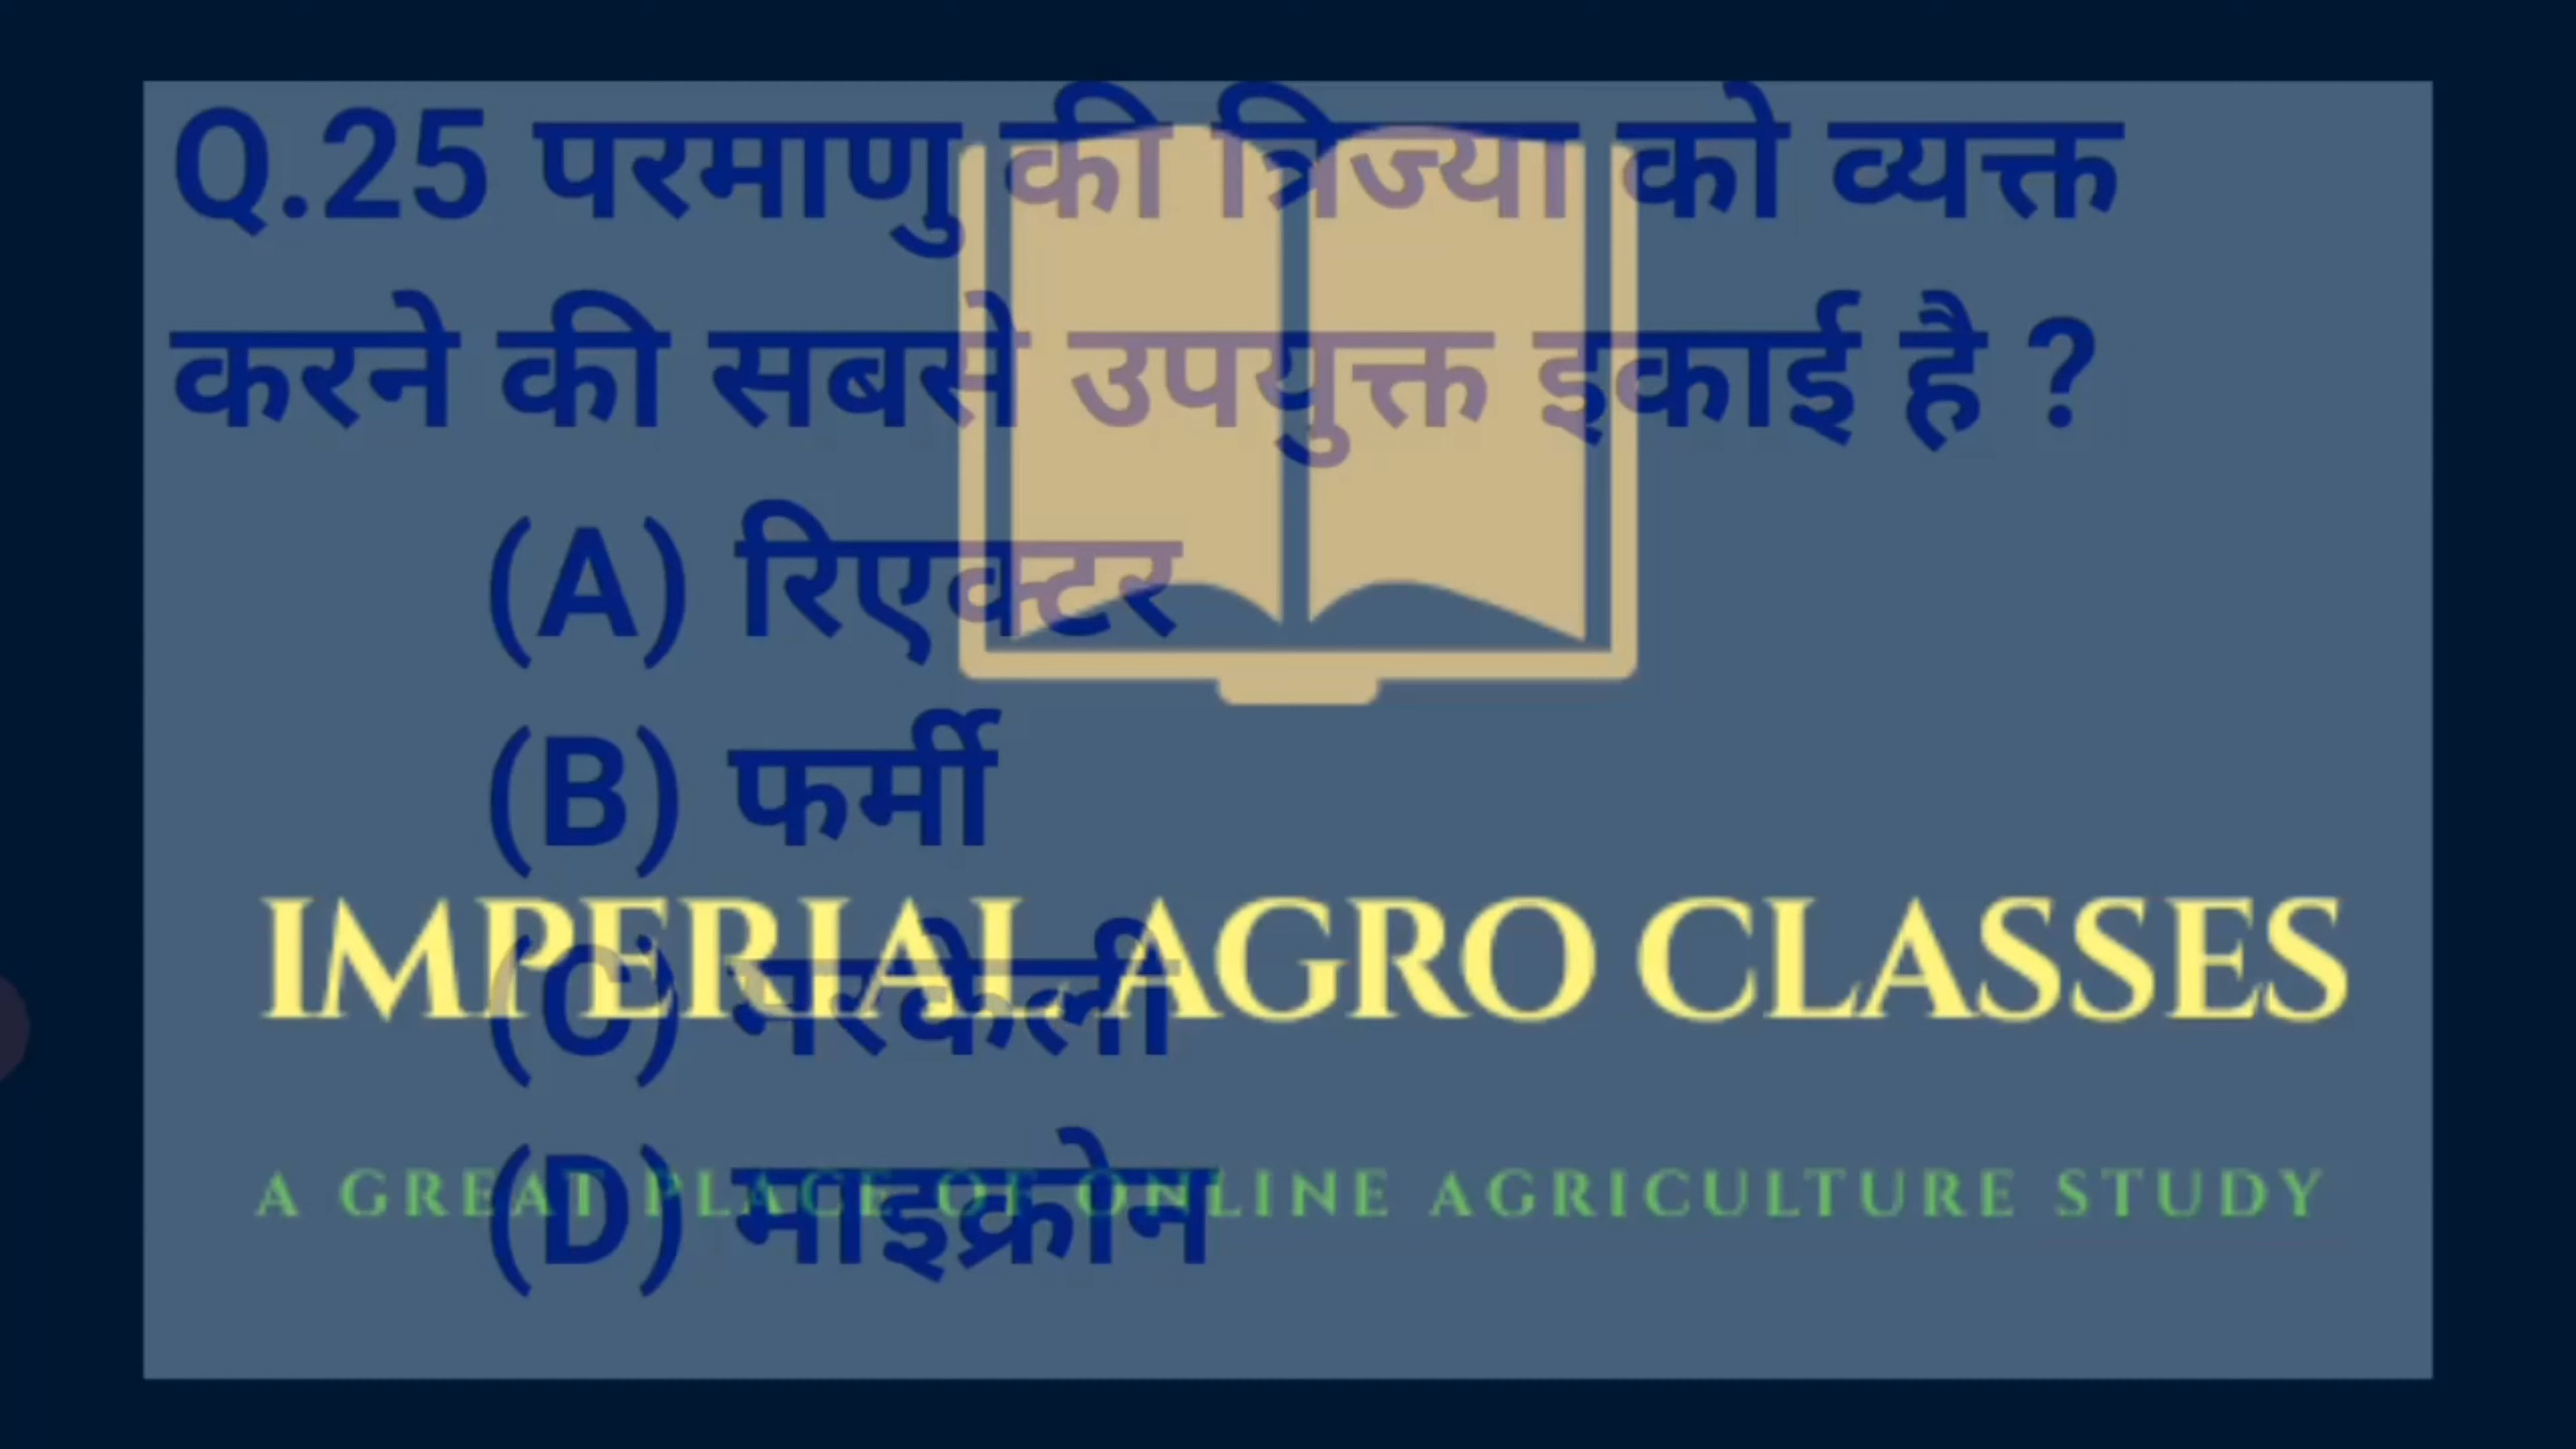 Q.25 परमाणु की त्रिज्या को व्यक्त
करने की सबसे उपयुक्त इकाई है ?
(A) रिएक्टर
(B) फर्मी
IMPERIAL AGRO CLASSES
(C) मरकेली
A GREAT PLACE OF ONLINE AGRICULTURE STUDY
(D) माइक्रोन